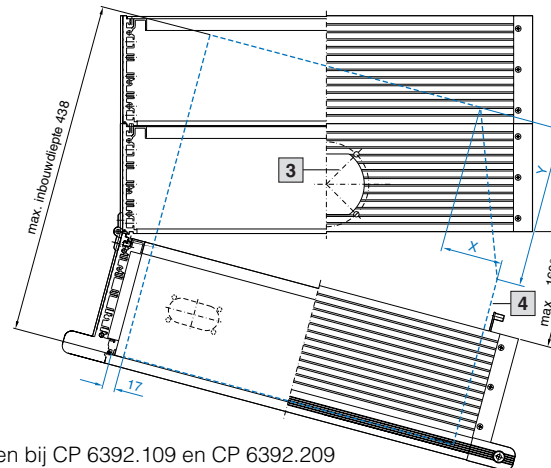 max. inbouwdiepte 438
3
Y
X
4
max.
17
en bij CP 6392.109 en CP 6392.209